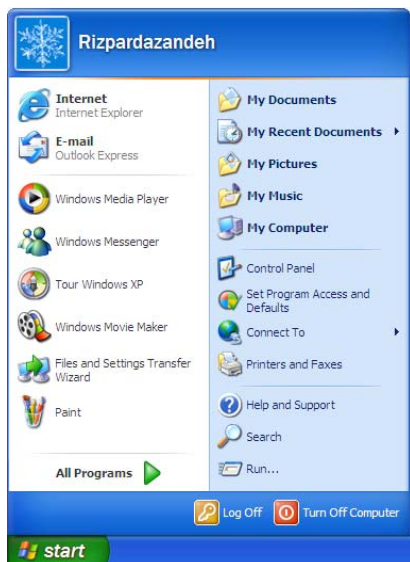 Rizpardazandeh
Internet
Internet Explorer
E-mail
Outlook Express
Windows Media Player
Windows Messenger
Tour Windows XP
Windows Movie Maker
Files and Settings Transfer
Wizard
Paint
All Programs
My Documents
My Recent Documents
My Pictures
My Music
My Computer
Control Panel
Set Program Access and
Defaults
Connect To
Printers and Faxes
Help and Support
Search
Run...
Log Off
Turn Off Computer
start